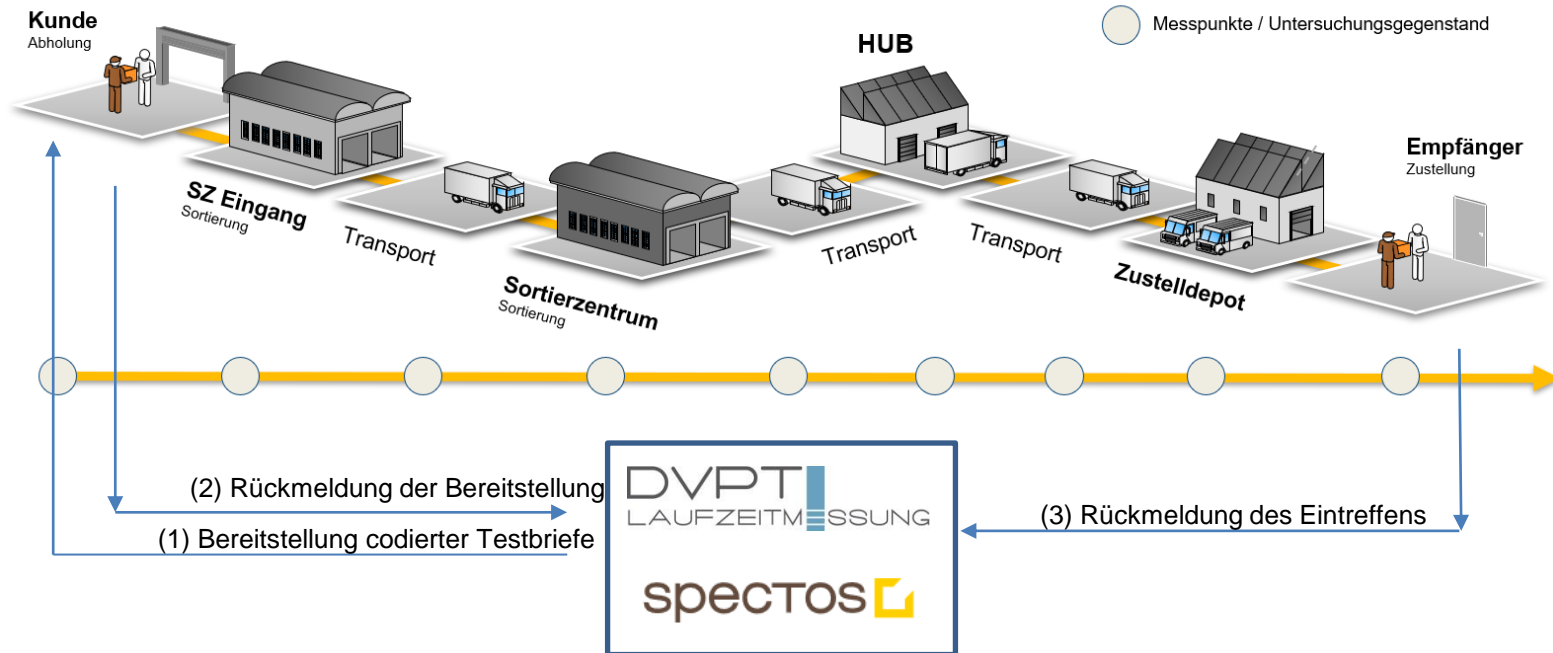 Kunde
Abholung
Messpunkte / Untersuchungsgegenstand
HUB
Empfänger
Zustellung
SZ Eingang
Sortierung
Transport
Sortierzentrum
Sortierung
Transport
Transport
Zustelldepot
(2) Rückmeldung der Bereitstellung
(1) Bereitstellung codierter Testbriefe
DVPT
LAUFZEITMESSUNG
spectos
(3) Rückmeldung des Eintreffens